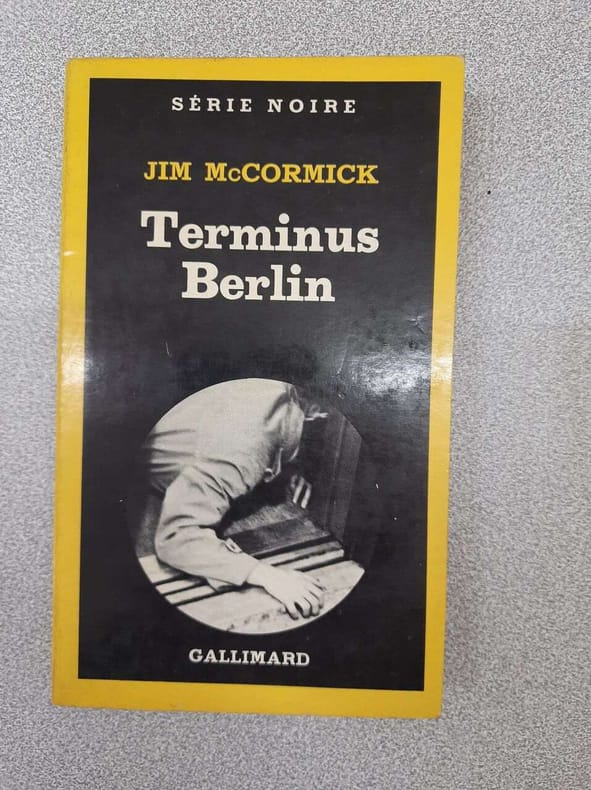 SÉRIE NOIRE
JIM McCORMICK
Terminus
Berlin
GALLIMARD